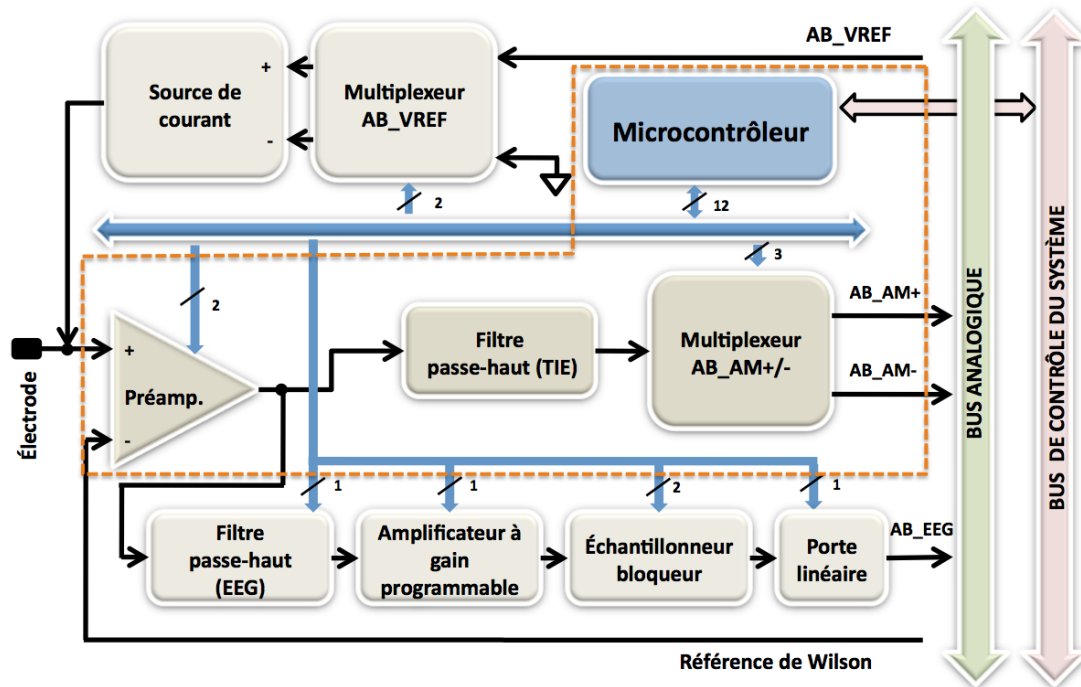 AB_VREF
Source de
courant
+
-
Multiplexeur
AB_VREF
Microcontrôleur
2
12
3
2
Électrode
+
Préamp.
-
Filtre
passe-haut (TIE)
Multiplexeur
AB_AM+/-
AB_AM+
AB_AM-
1
1
2
1
Filtre
passe-haut
(EEG)
Amplificateur à
gain
programmable
Échantillonneur
bloqueur
Porte
linéaire
AB_EEG
Référence de Wilson
BUS ANALOGIQUE
BUS DE CONTRÔLE DU SYSTÈME